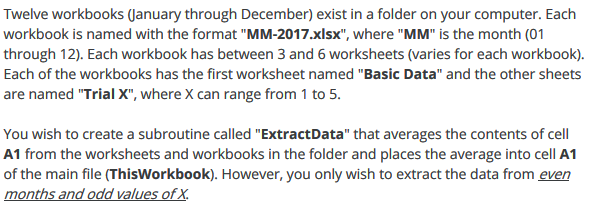 Twelve workbooks (January through December) exist in a folder on your computer. Each
workbook is named with the format "MM-2017.xlsx", where "MM" is the month (01
through 12). Each workbook has between 3 and 6 worksheets (varies for each workbook).
Each of the workbooks has the first worksheet named "Basic Data" and the other sheets
are named "Trial X", where X can range from 1 to 5.
You wish to create a subroutine called "ExtractData" that averages the contents of cell
A1 from the worksheets and workbooks in the folder and places the average into cell A1
of the main file (ThisWorkbook). However, you only wish to extract the data from even
months and odd values of X.